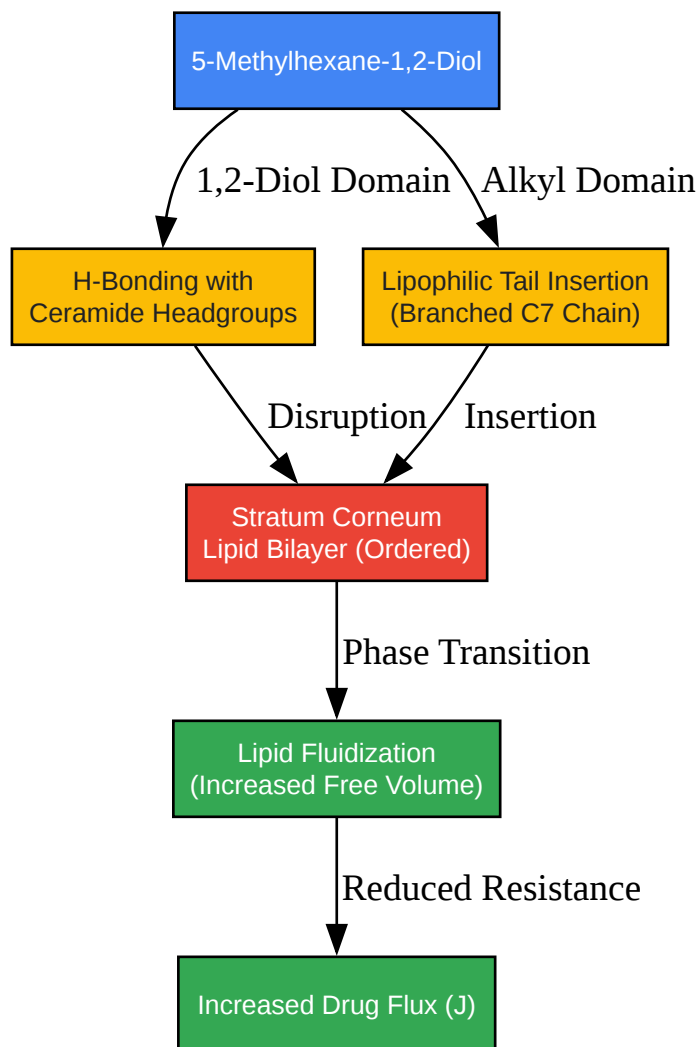 5-Methylhexane-1,2-Diol
1,2-Diol Domain
Alkyl Domain
H-Bonding with
Ceramide Headgroups
Lipophilic Tail Insertion
(Branched C7 Chain)
Disruption
Insertion
Stratum Corneum
Lipid Bilayer (Ordered)
Phase Transition
Lipid Fluidization
(Increased Free Volume)
Reduced Resistance
Increased Drug Flux (J)